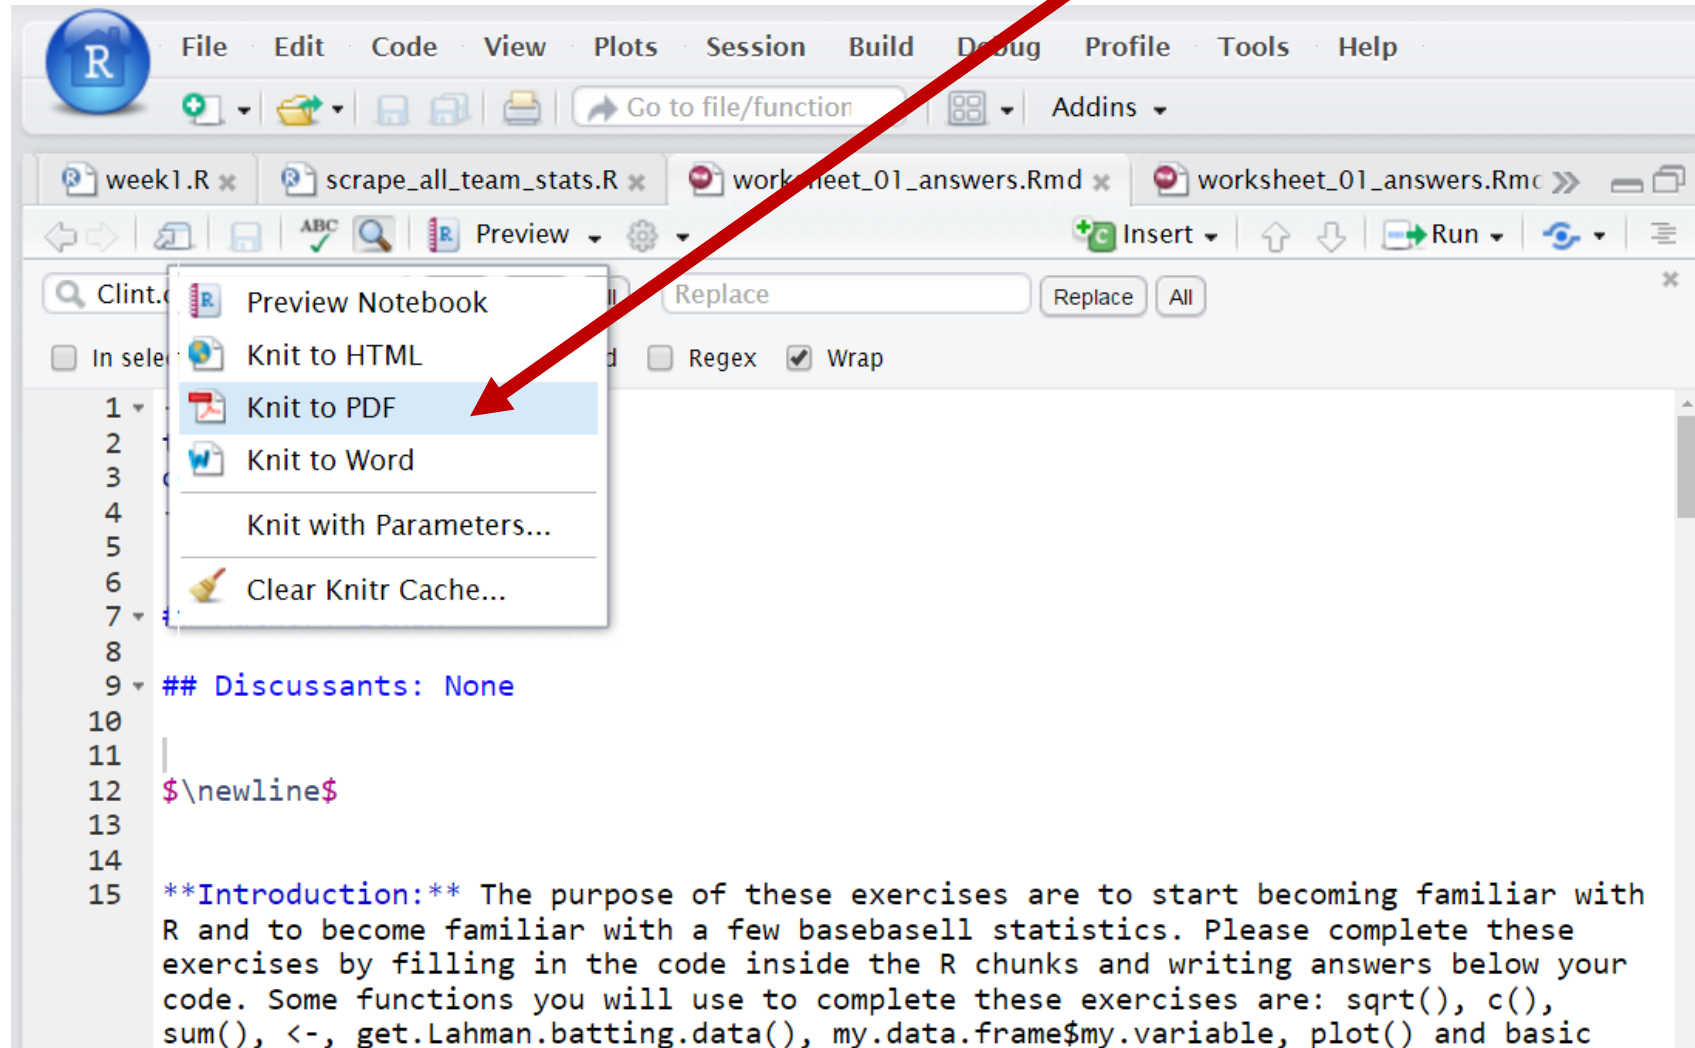 R File Edit Code View Plots Session Build Debug Profile Tools Help
Go to file/function Addins
week1.R scrape_all_team_stats.R worksheet_01_answers.Rmd worksheet_01_answers.Rm
ABC R Preview C Insert Run
Clint. Replace Replace All
In sele Regex Wrap
Preview Notebook
Knit to HTML
Knit to PDF
Knit to Word
Knit with Parameters...
Clear Knitr Cache...
1
2
3
4
5
6
7
8
9 ## Discussants: None
10
11
12 $\newline$
13
14
15 **Introduction:** The purpose of these exercises are to start becoming familiar with
R and to become familiar with a few basebasell statistics. Please complete these
exercises by filling in the code inside the R chunks and writing answers below your
code. Some functions you will use to complete these exercises are: sqrt(), c(),
sum(), <-, get.Lahman.batting.data(), my.data.frame$my.variable, plot() and basic